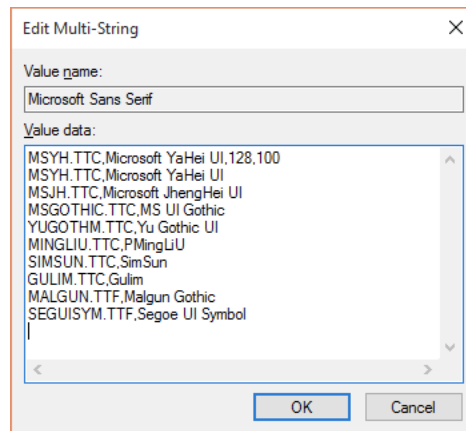 Edit Multi-String
Value name:
Microsoft Sans Serif
Value data:
MSYH.TTC,Microsoft YaHei UI,128,100
MSYH.TTC,Microsoft YaHei UI
MSJH.TTC,Microsoft JhengHei UI
MSGOTHIC.TTC,MS UI Gothic
YUGOTHM.TTC,Yu Gothic UI
MINGLIU.TTC,PMingLiU
SIMSUN.TTC,SimSun
GULIM.TTC,Gulim
MALGUN.TTF,Malgun Gothic
SEGUISYM.TTF,Segoe UI Symbol
OK Cancel